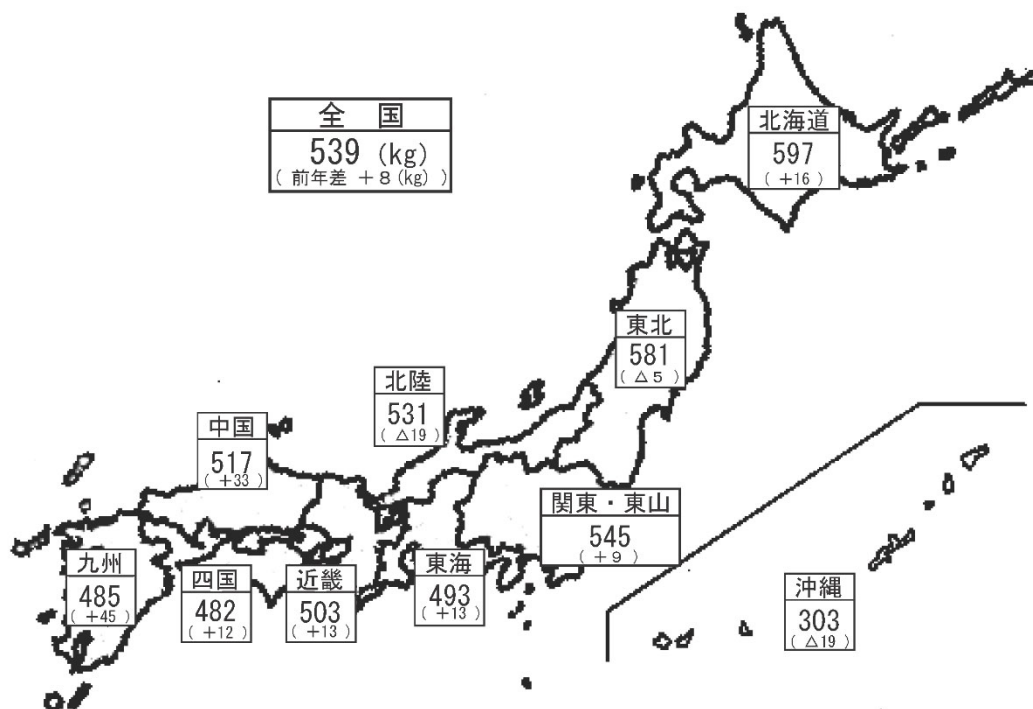 全 国
539 (kg)
( 前年差 +8(kg) )
北海道
597
( +16 )
東北
581
( △5 )
北陸
531
( △19 )
中国
517
( +33 )
関東・東山
545
( +9 )
九州
485
( +45 )
四国
482
( +12 )
近畿
503
( +13 )
東海
493
( +13 )
沖縄
303
( △19 )